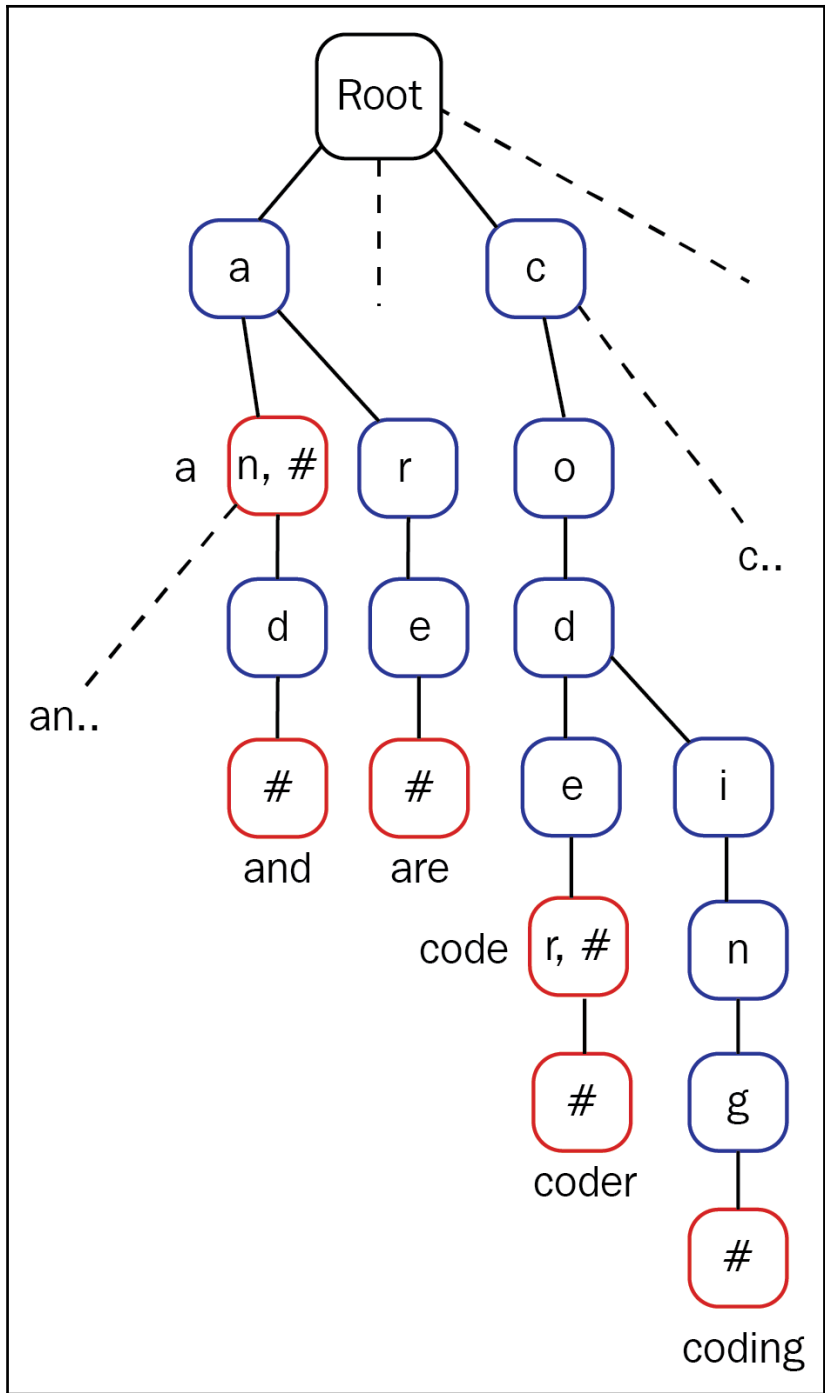 Root
a
c
a
n, #
r
o
c..
d
e
d
an..
#
#
e
i
and
are
code
r, #
n
#
g
coder
#
coding